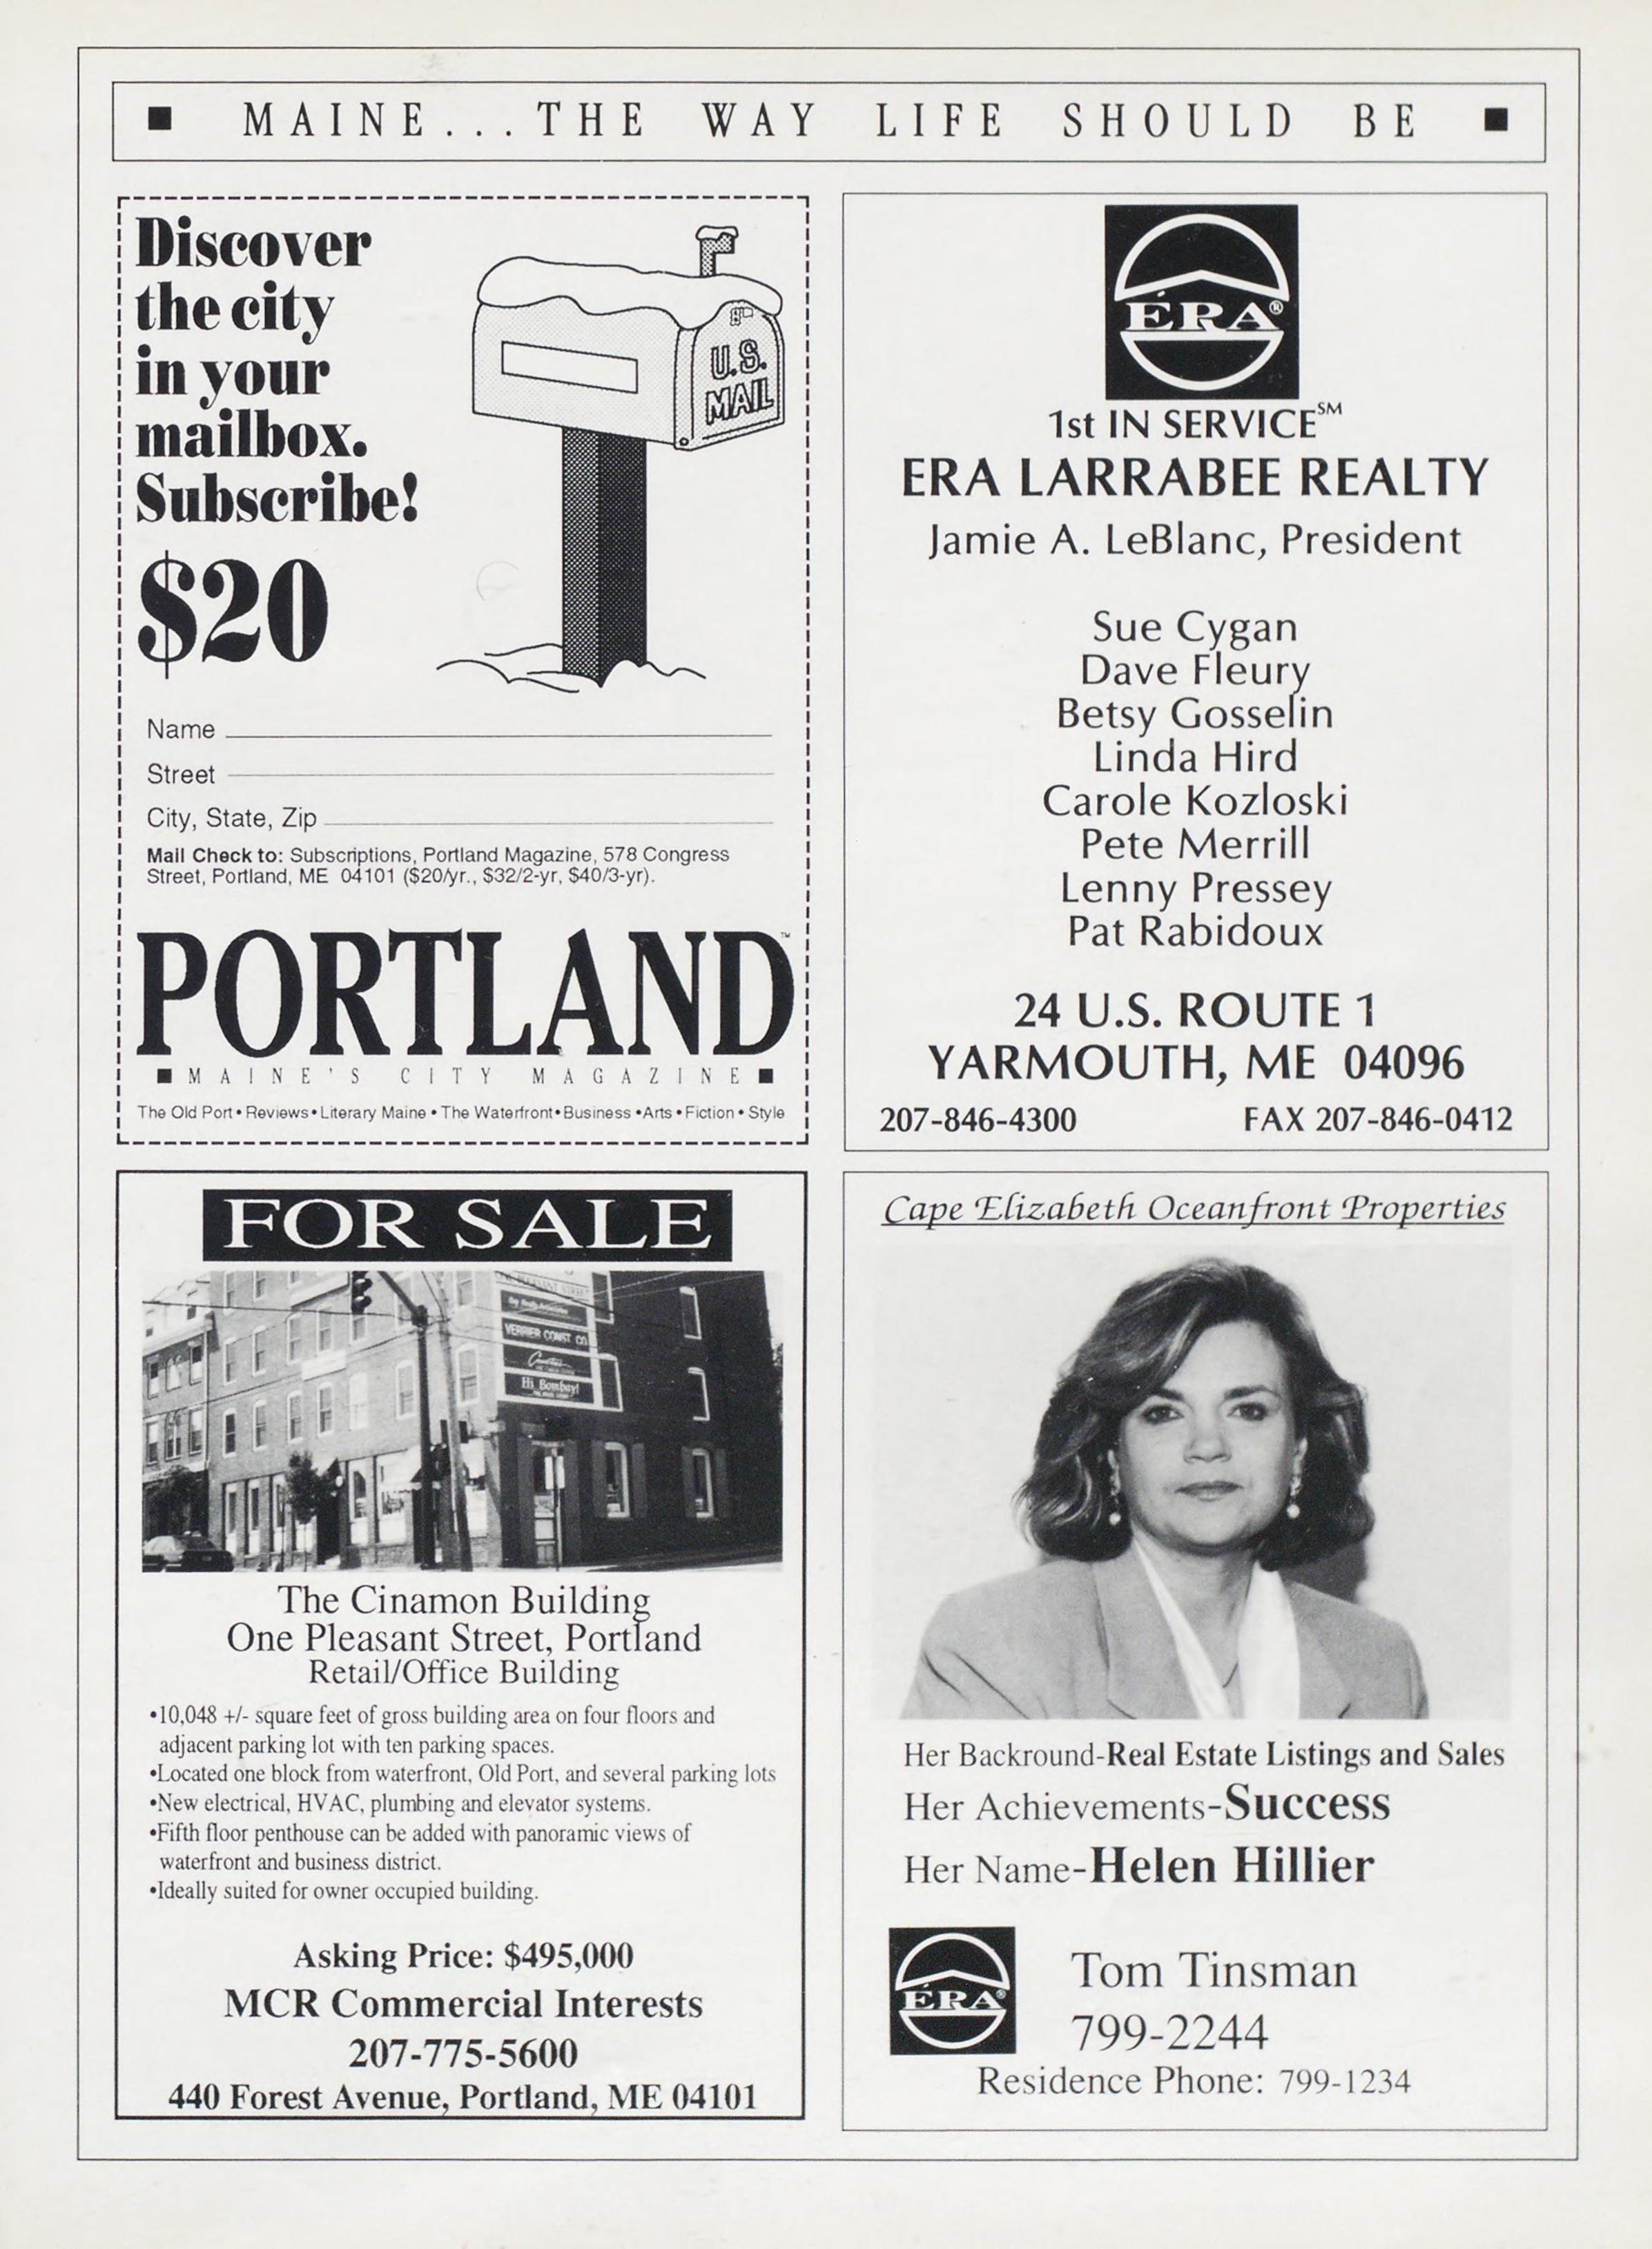 ■ MAINE...THE WAY LIFE SHOULD BE ■
Discover
the city
in your
mailbox.
Subscribe!
$20
U.S.
MAIL
Name
Street
City, State, Zip
Mail Check to: Subscriptions, Portland Magazine, 578 Congress
Street, Portland, ME 04101 ($20/yr., $32/2-yr, $40/3-yr).
PORTLAND™
■ MAINE'S CITY MAGAZINE ■
The Old Port • Reviews • Literary Maine • The Waterfront • Business • Arts • Fiction • Style
ERA®
1st IN SERVICE℠
ERA LARRABEE REALTY
Jamie A. LeBlanc, President
Sue Cygan
Dave Fleury
Betsy Gosselin
Linda Hird
Carole Kozloski
Pete Merrill
Lenny Pressey
Pat Rabidoux
24 U.S. ROUTE 1
YARMOUTH, ME 04096
207-846-4300 FAX 207-846-0412
FOR SALE
VERRIER CONST CO
Hi Bombay!
The Cinamon Building
One Pleasant Street, Portland
Retail/Office Building
•10,048 +/- square feet of gross building area on four floors and
adjacent parking lot with ten parking spaces.
•Located one block from waterfront, Old Port, and several parking lots
•New electrical, HVAC, plumbing and elevator systems.
•Fifth floor penthouse can be added with panoramic views of
waterfront and business district.
•Ideally suited for owner occupied building.
Asking Price: $495,000
MCR Commercial Interests
207-775-5600
440 Forest Avenue, Portland, ME 04101
Cape Elizabeth Oceanfront Properties
Her Backround-Real Estate Listings and Sales
Her Achievements-Success
Her Name-Helen Hillier
ERA®
Tom Tinsman
799-2244
Residence Phone: 799-1234